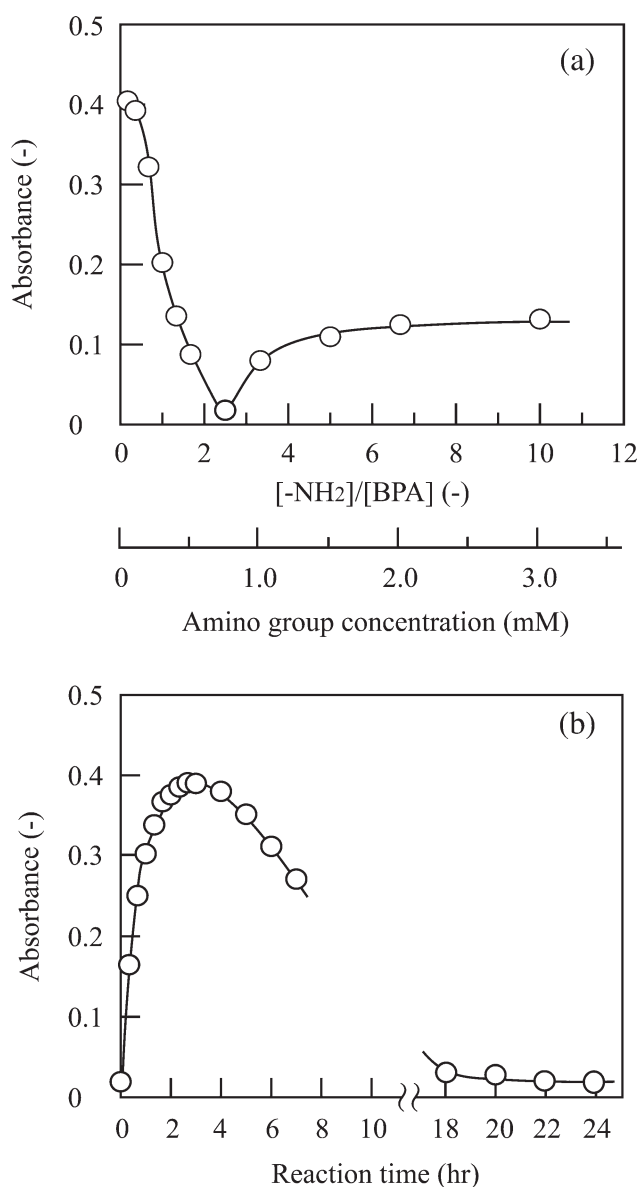 0.5
(a)
0.4
0.3
0.2
0.1
0
Absorbance (-)
0 2 4 6 8 10 12
[-NH2]/[BPA] (-)
0 1.0 2.0 3.0
Amino group concentration (mM)
0.5
(b)
0.4
0.3
0.2
0.1
0
Absorbance (-)
0 2 4 6 8 10 18 20 22 24
Reaction time (hr)